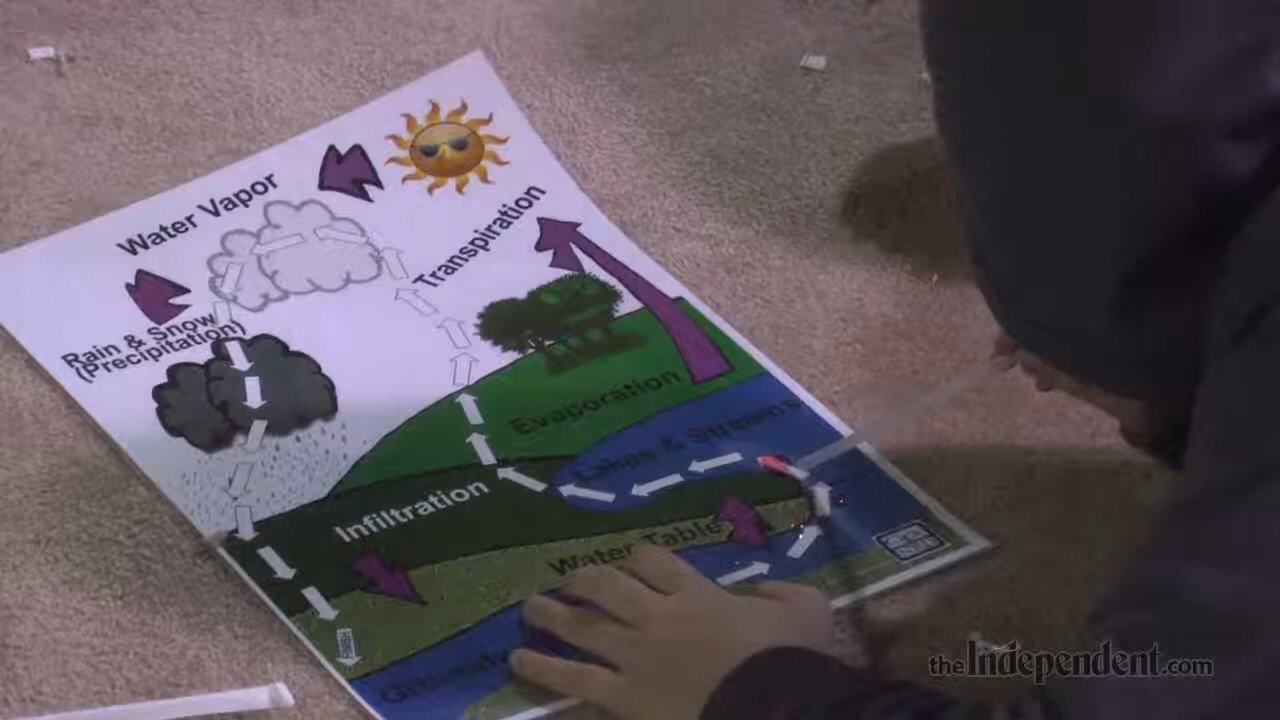 Water Vapor
Transpiration
Rain & Snow
(Precipitation)
Evaporation
Lakes & Streams
Infiltration
Water Table
theIndependent.com